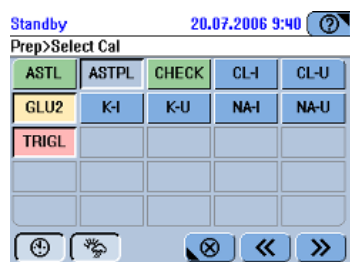 Standby 20.07.2006 9:40 ?
Prep>Select Cal
ASTL ASTPL CHECK CL-I CL-U
GLU2 K-I K-U NA-I NA-U
TRIGL